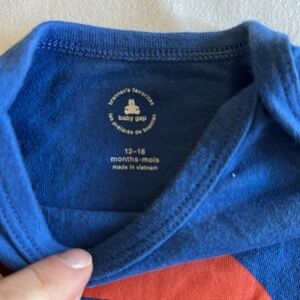 brannan's favorites
baby gap
les préférés de brannan
12–18
months-mois
made in vietnam